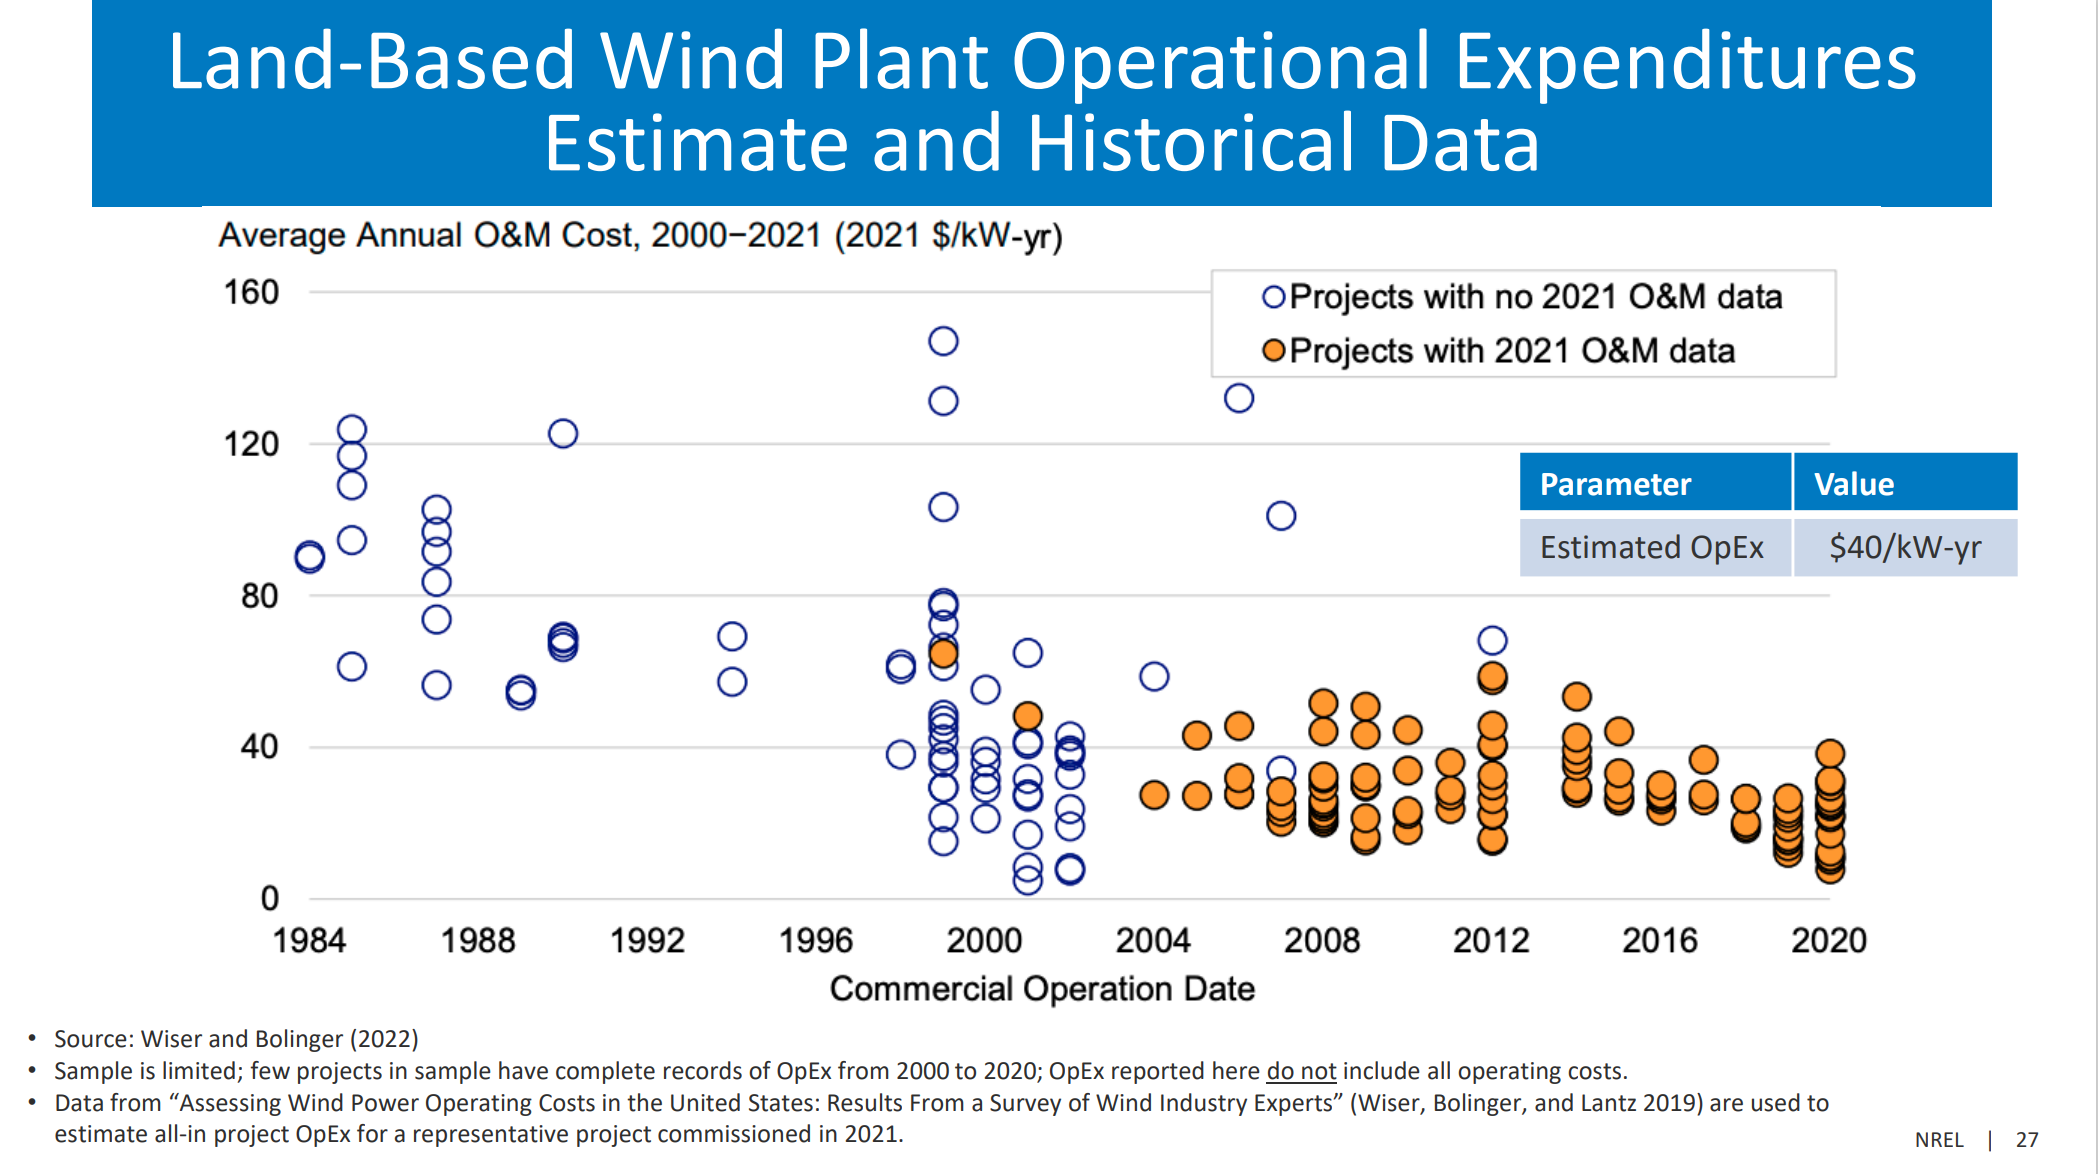 Land-Based Wind Plant Operational Expenditures
Estimate and Historical Data
Average Annual O&M Cost, 2000−2021 (2021 $/kW-yr)
160
120
80
40
0
Projects with no 2021 O&M data
Projects with 2021 O&M data
Parameter Value
Estimated OpEx $40/kW-yr
1984 1988 1992 1996 2000 2004 2008 2012 2016 2020
Commercial Operation Date
• Source: Wiser and Bolinger (2022)
• Sample is limited; few projects in sample have complete records of OpEx from 2000 to 2020; OpEx reported here do not include all operating costs.
• Data from “Assessing Wind Power Operating Costs in the United States: Results From a Survey of Wind Industry Experts” (Wiser, Bolinger, and Lantz 2019) are used to
estimate all-in project OpEx for a representative project commissioned in 2021.
NREL | 27